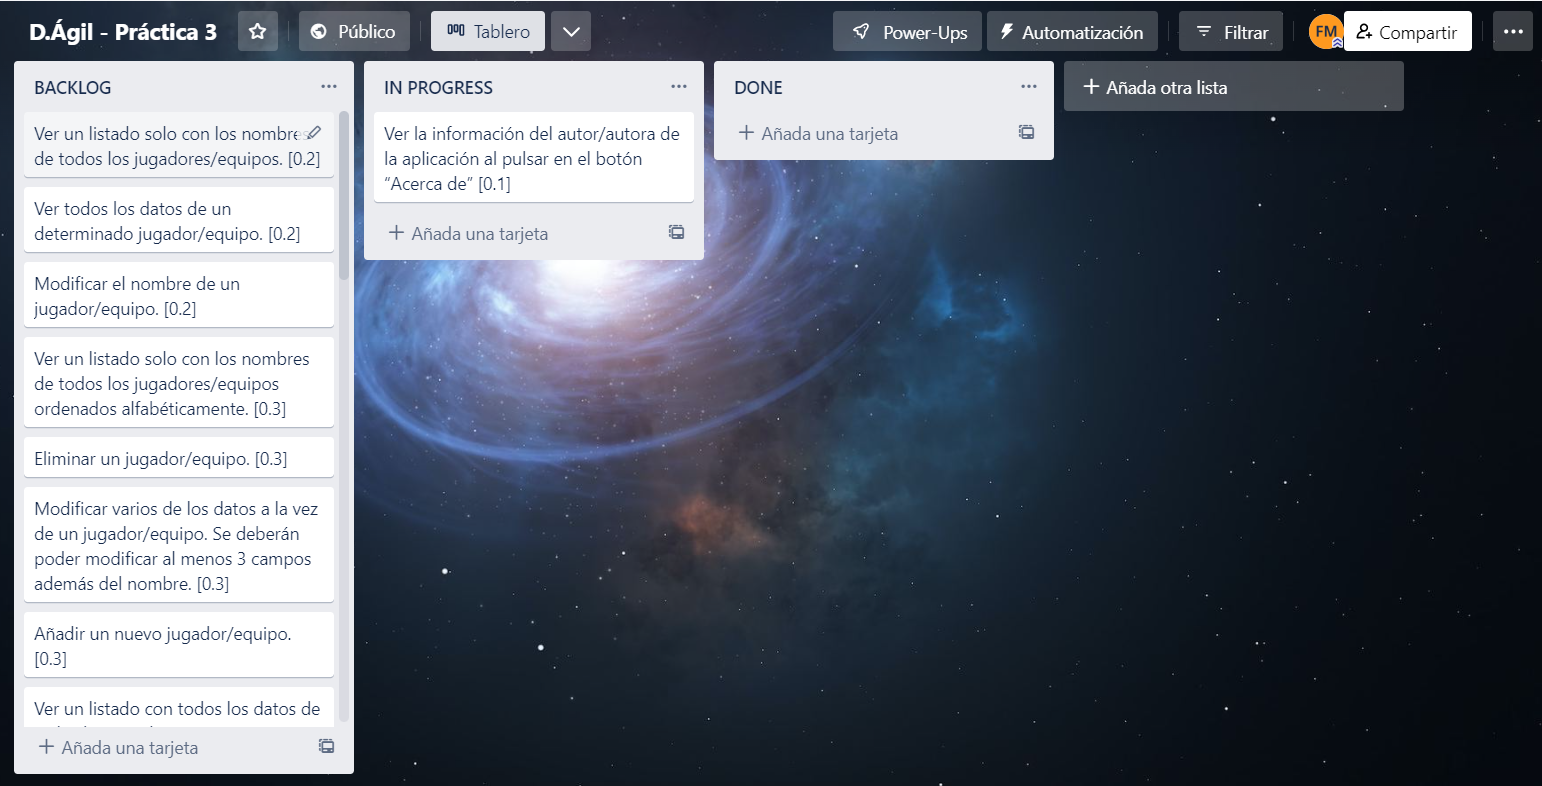 D.Ágil - Práctica 3
Público
Tablero
Power-Ups
Automatización
Filtrar
FM
Compartir
BACKLOG
Ver un listado solo con los nombres
de todos los jugadores/equipos. [0.2]
Ver todos los datos de un
determinado jugador/equipo. [0.2]
Modificar el nombre de un
jugador/equipo. [0.2]
Ver un listado solo con los nombres
de todos los jugadores/equipos
ordenados alfabéticamente. [0.3]
Eliminar un jugador/equipo. [0.3]
Modificar varios de los datos a la vez
de un jugador/equipo. Se deberán
poder modificar al menos 3 campos
además del nombre. [0.3]
Añadir un nuevo jugador/equipo.
[0.3]
Ver un listado con todos los datos de
Añada una tarjeta
IN PROGRESS
Ver la información del autor/autora de
la aplicación al pulsar en el botón
“Acerca de” [0.1]
Añada una tarjeta
DONE
Añada una tarjeta
Añada otra lista